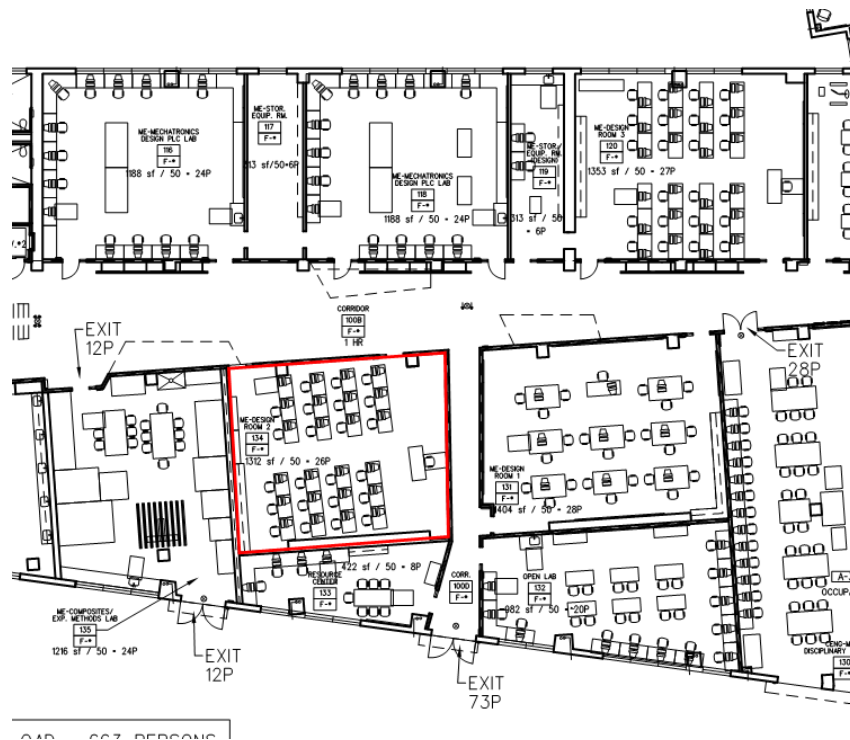 ME-MECHATRONICS
DESIGN PLC LAB
116
F-*
1188 sf / 50 = 24P
ME-STOR.
EQUIP. RM.
117
F-*
313 sf/50=6P
ME-MECHATRONICS
DESIGN PLC LAB
118
F-*
1188 sf / 50 = 24P
ME-STOR./
EQUIP. RM.
(DESIGN)
119
F-*
313 sf / 50
= 6P
ME-DESIGN
ROOM 3
120
F-*
1353 sf / 50 = 27P
CORRIDOR
100B
F-*
1 HR
EXIT
12P
EXIT
28P
ME-DESIGN
ROOM 2
134
F-*
1312 sf / 50 = 26P
ME-DESIGN
ROOM 1
131
F-*
1404 sf / 50 = 28P
422 sf / 50 = 8P
RESOURCE
CENTER
133
F-*
CORR.
100D
F-*
OPEN LAB
132
F-*
982 sf / 50 = 20P
A-
OCCUPA
CENG-M
DISCIPLINARY
130
F-*
ME-COMPOSITES/
EXP. METHODS LAB
135
F-*
1216 sf / 50 = 24P
EXIT
12P
EXIT
73P
OAD 663 PERSONS